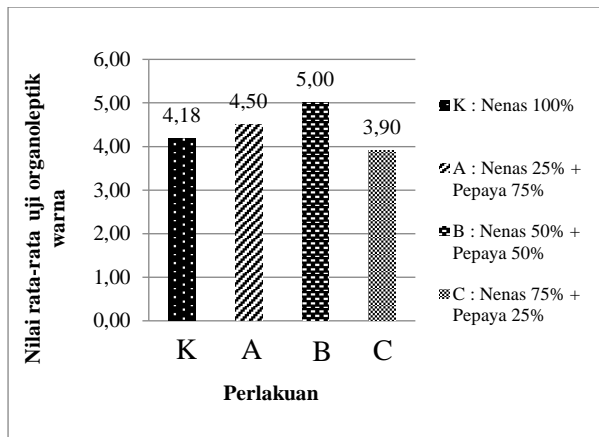 Nilai rata-rata uji organoleptik
warna
6,00
5,00
4,00
3,00
2,00
1,00
0,00
4,18
4,50
5,00
3,90
K
A
B
C
Perlakuan
K : Nenas 100%
A : Nenas 25% +
Pepaya 75%
B : Nenas 50% +
Pepaya 50%
C : Nenas 75% +
Pepaya 25%